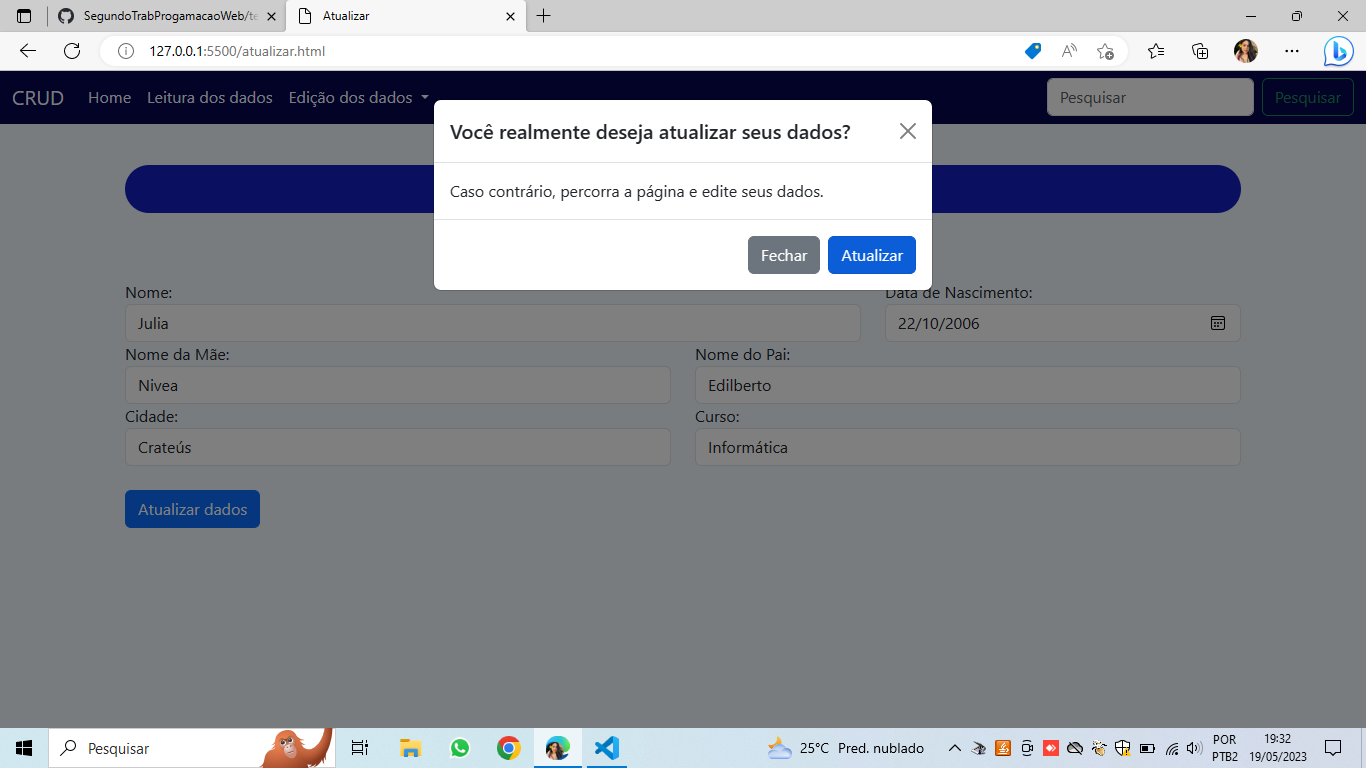 SegundoTrabProgamacaoWeb/te
Atualizar
127.0.0.1:5500/atualizar.html
CRUD Home Leitura dos dados Edição dos dados Pesquisar Pesquisar
Você realmente deseja atualizar seus dados?
Caso contrário, percorra a página e edite seus dados.
Fechar Atualizar
Nome: Data de Nascimento:
Julia 22/10/2006
Nome da Mãe: Nome do Pai:
Nivea Edilberto
Cidade: Curso:
Crateús Informática
Atualizar dados
Pesquisar 25°C Pred. nublado POR 19:32
PTB2 19/05/2023